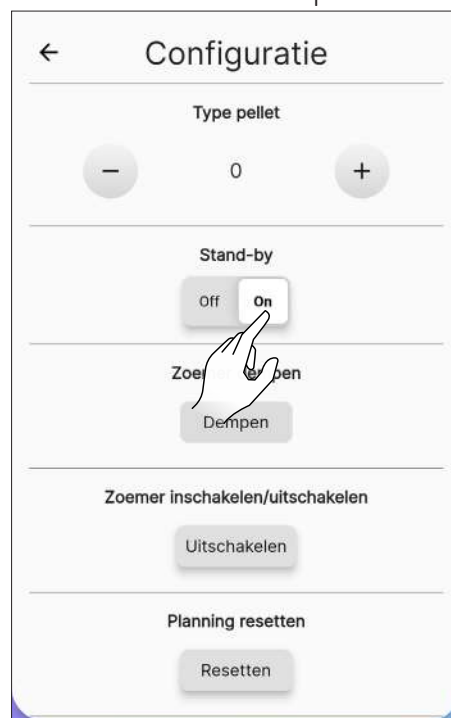 Configuratie
Type pellet
− 0 +
Stand-by
Off On
Dempen
Zoemer inschakelen/uitschakelen
Uitschakelen
Planning resetten
Resetten